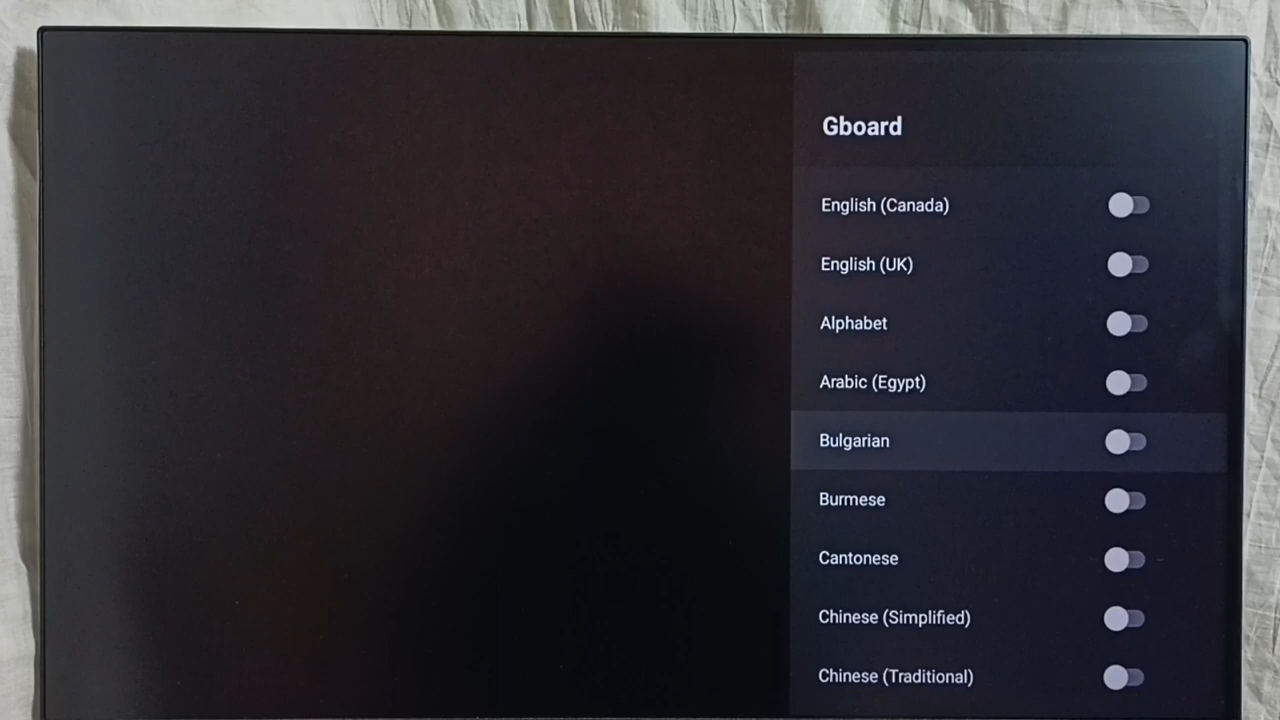 Gboard
English (Canada)
English (UK)
Alphabet
Arabic (Egypt)
Bulgarian
Burmese
Cantonese
Chinese (Simplified)
Chinese (Traditional)